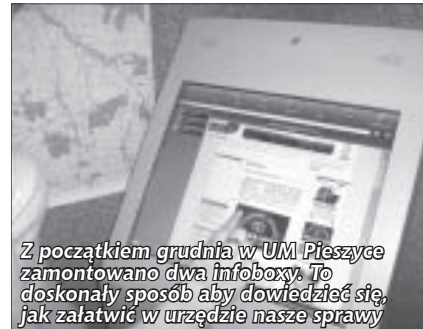 Z początkiem grudnia w UM Pieszyce
zamontowano dwa infoboxy. To
doskonały sposób aby dowiedzieć się,
jak załatwić w urzędzie nasze sprawy